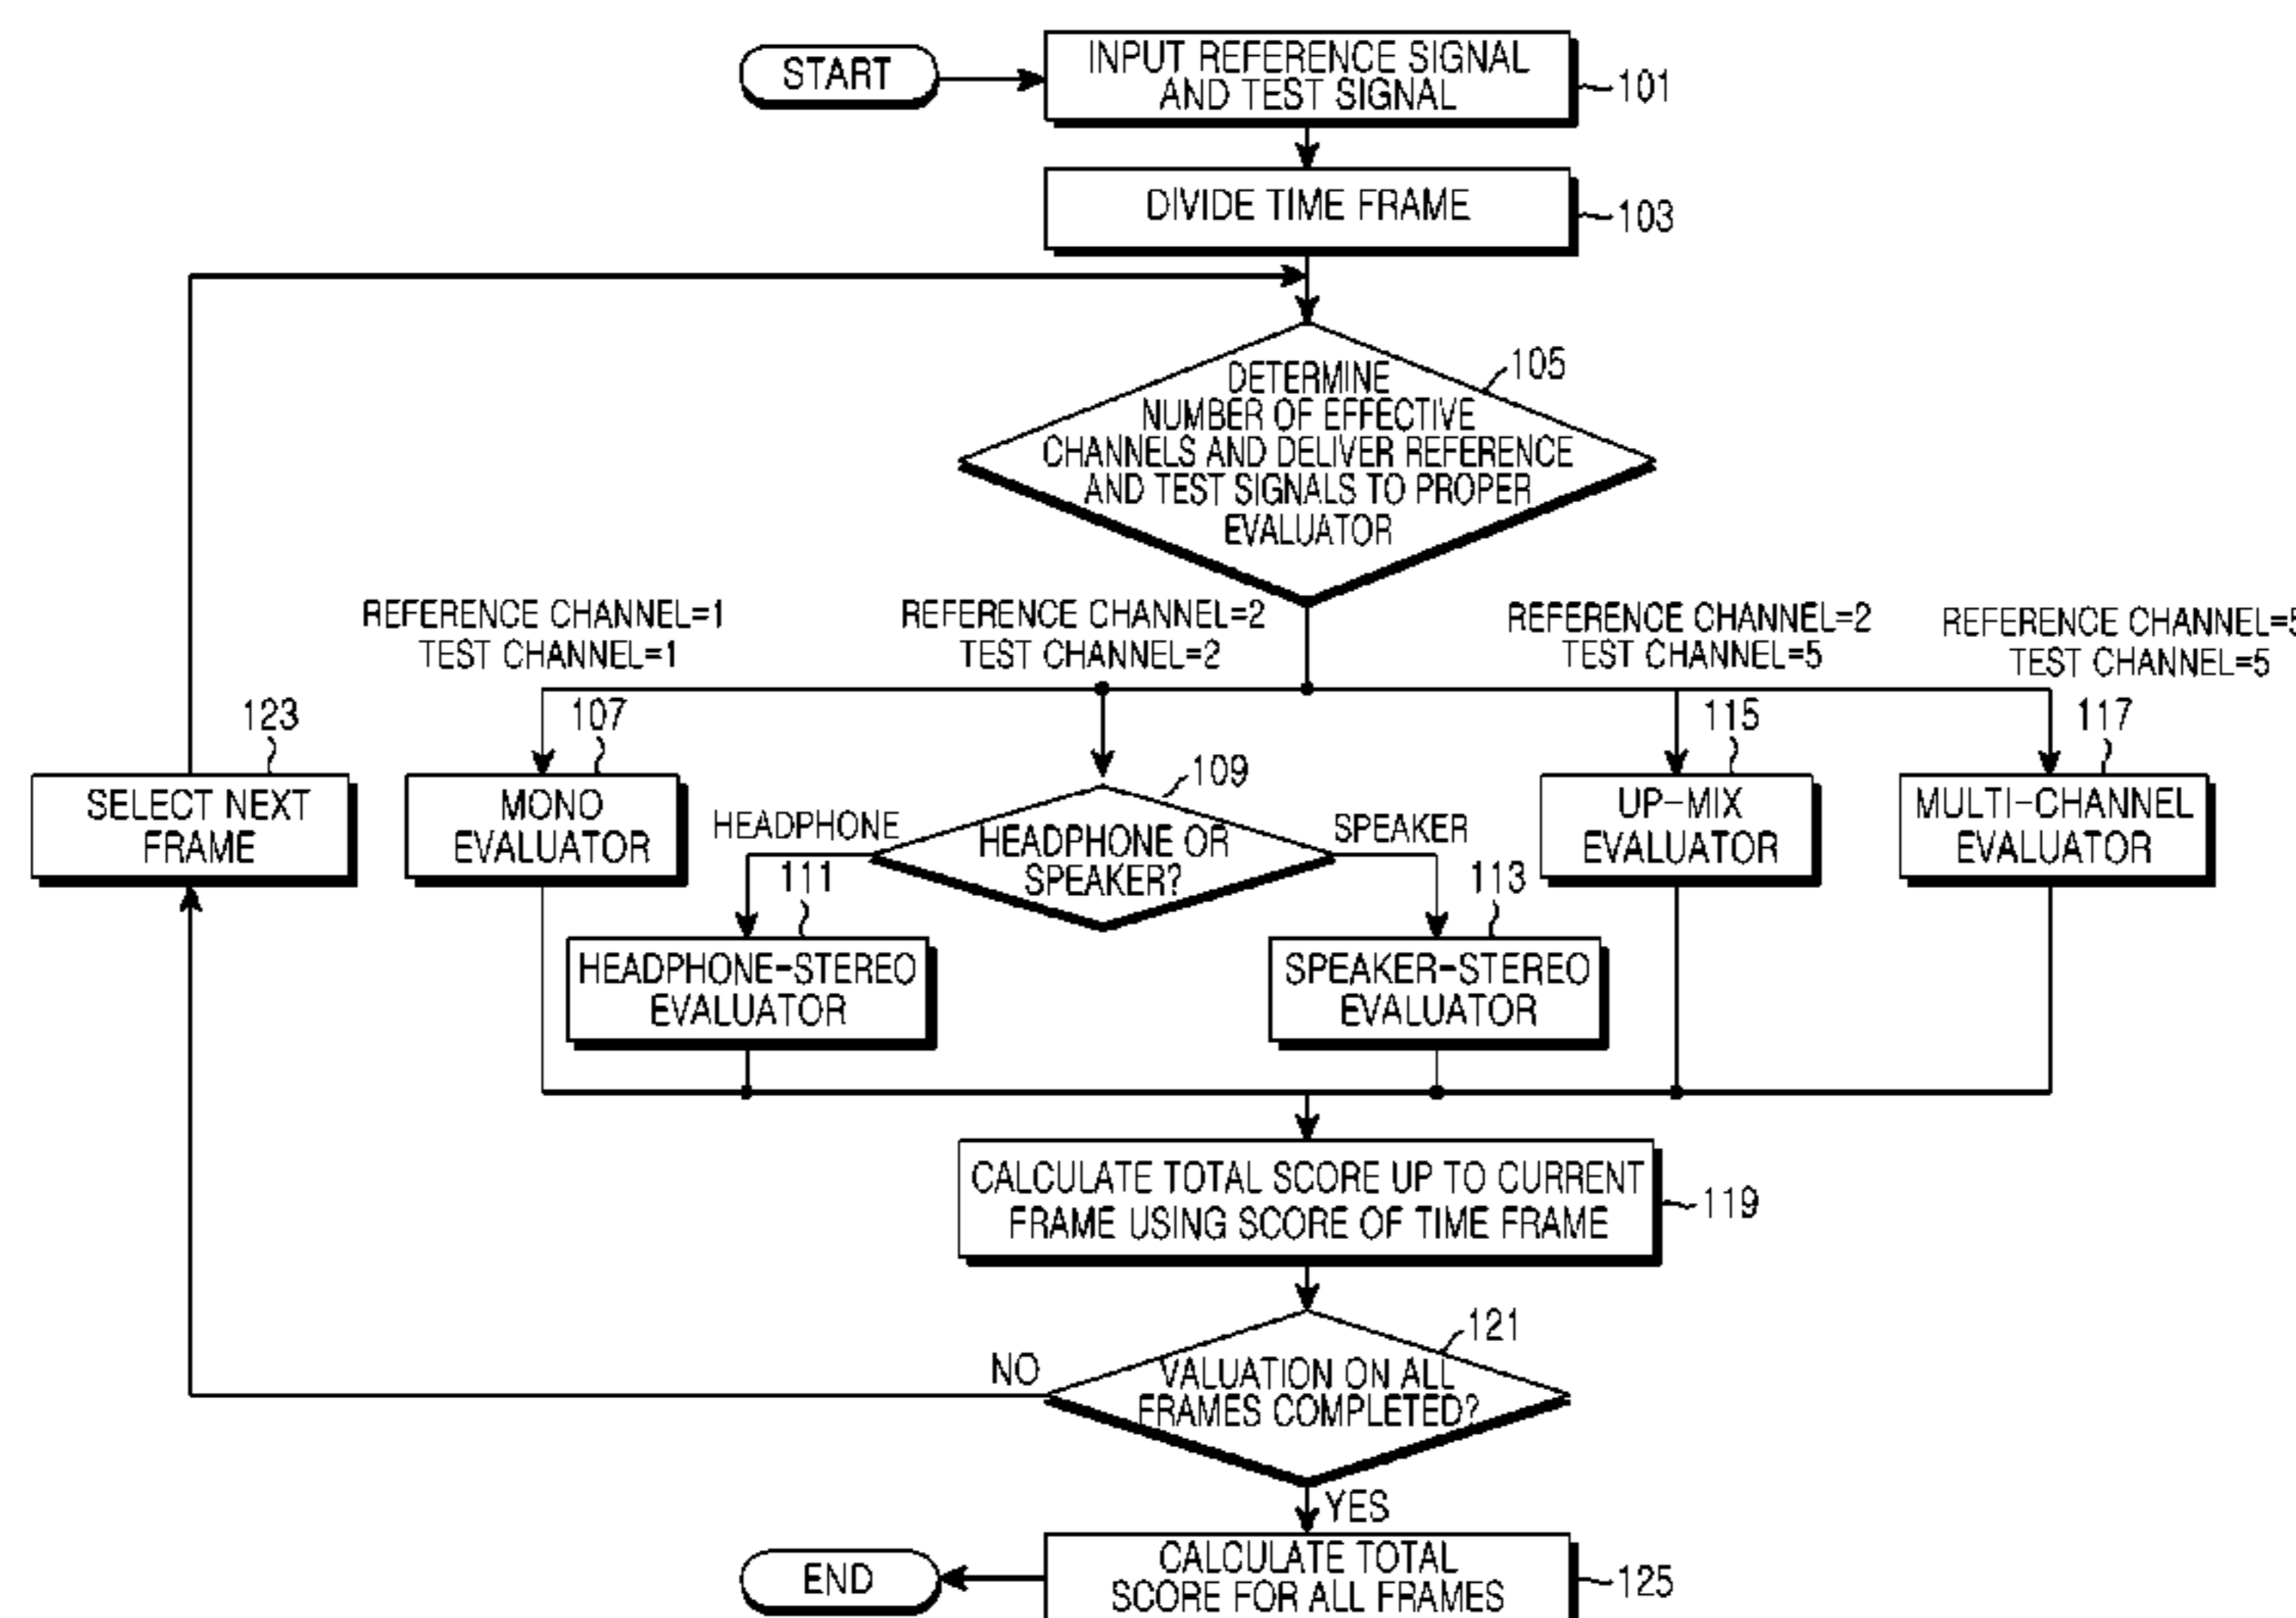 START
INPUT REFERENCE SIGNAL
AND TEST SIGNAL
101
DIVIDE TIME FRAME
103
DETERMINE
NUMBER OF EFFECTIVE
CHANNELS AND DELIVER REFERENCE
AND TEST SIGNALS TO PROPER
EVALUATOR
105
REFERENCE CHANNEL=1
TEST CHANNEL=1
REFERENCE CHANNEL=2
TEST CHANNEL=2
REFERENCE CHANNEL=2
TEST CHANNEL=5
REFERENCE CHANNEL=5
TEST CHANNEL=5
123
SELECT NEXT
FRAME
107
MONO
EVALUATOR
109
HEADPHONE
HEADPHONE OR
SPEAKER?
SPEAKER
115
UP-MIX
EVALUATOR
117
MULTI-CHANNEL
EVALUATOR
111
HEADPHONE-STEREO
EVALUATOR
113
SPEAKER-STEREO
EVALUATOR
CALCULATE TOTAL SCORE UP TO CURRENT
FRAME USING SCORE OF TIME FRAME
119
121
NO
VALUATION ON ALL
FRAMES COMPLETED?
YES
END
CALCULATE TOTAL
SCORE FOR ALL FRAMES
125